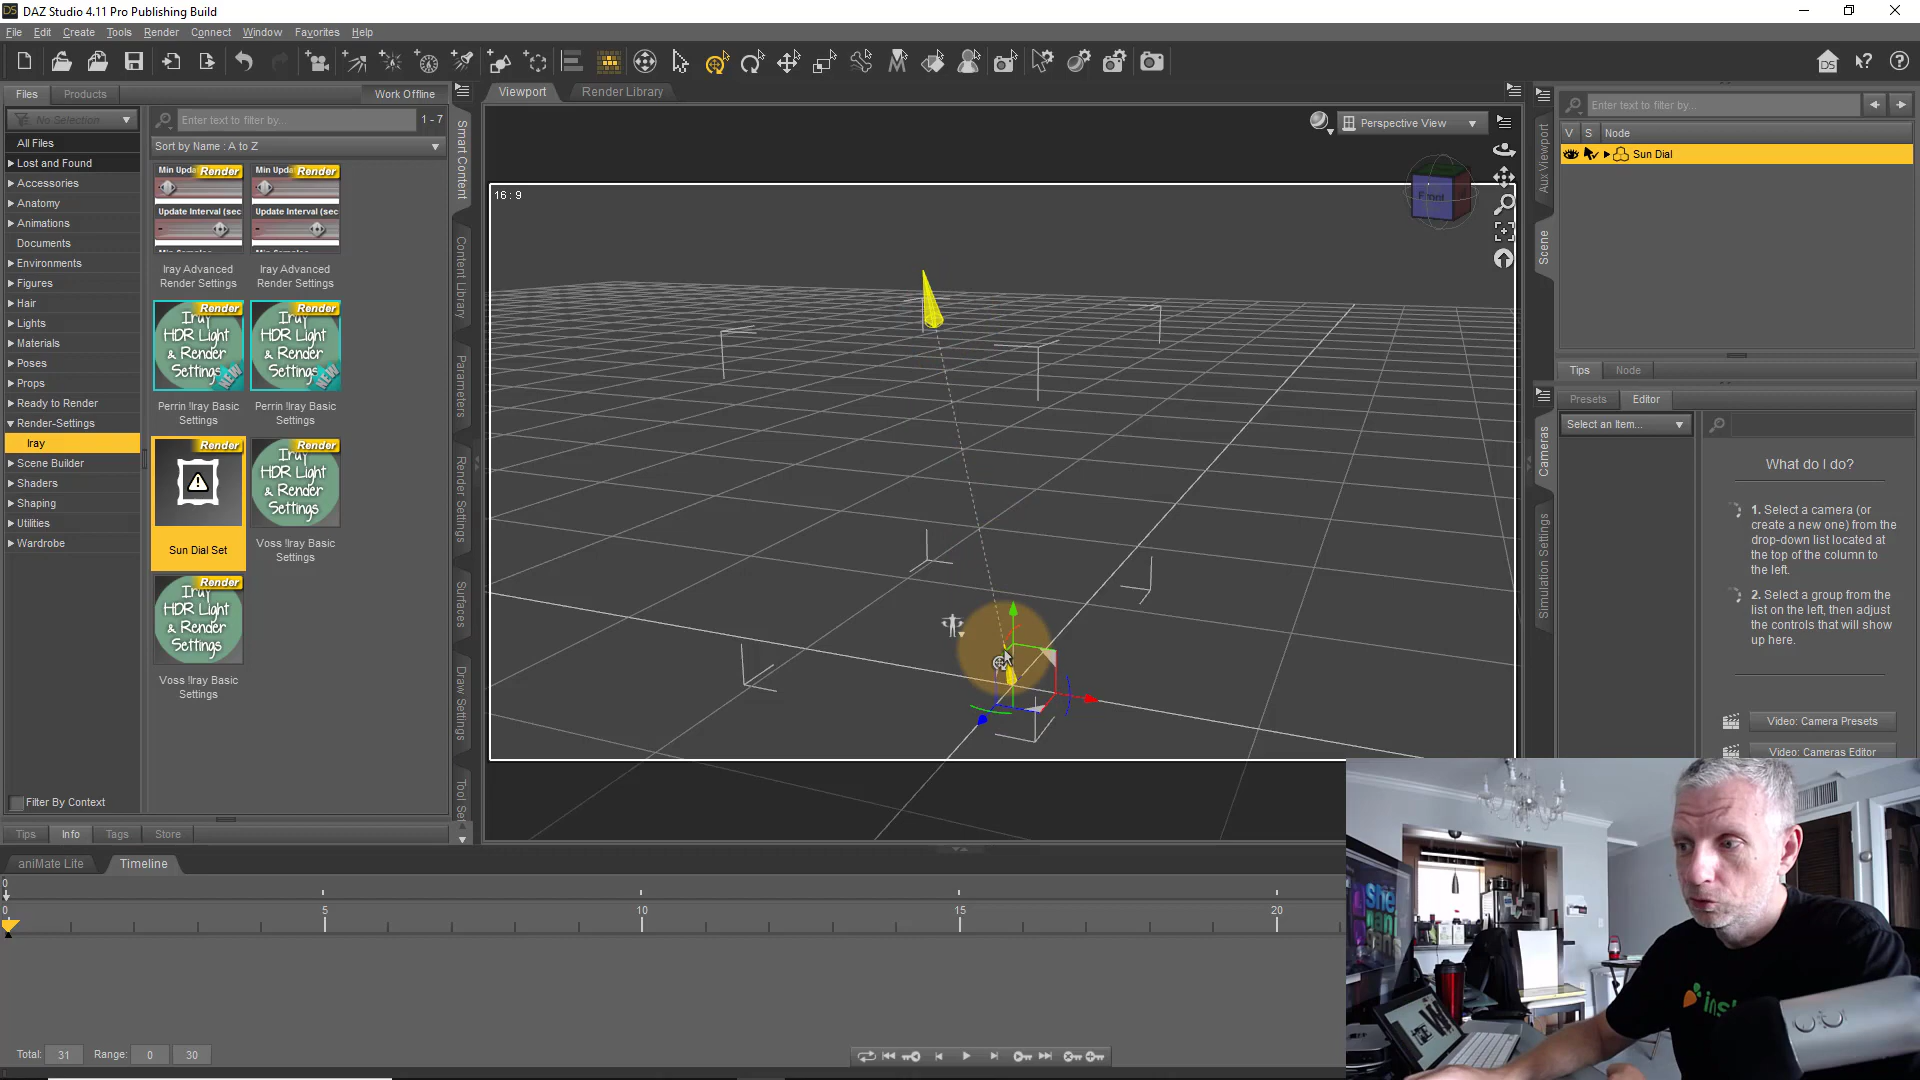 DAZ Studio 4.11 Pro Publishing Build
File Edit Create Tools Render Connect Window Favorites Help
Files Products Work Offline
No Selection
Enter text to filter by... 1 - 7
Sort by Name : A to Z
All Files
Lost and Found
Accessories
Anatomy
Animations
Documents
Environments
Figures
Hair
Lights
Materials
Poses
Props
Ready to Render
Render-Settings
Iray
Scene Builder
Shaders
Shaping
Utilities
Wardrobe
Filter By Context
Min Upda Render
Update Interval (sec
Iray Advanced
Render Settings
Min Upda Render
Update Interval (sec
Iray Advanced
Render Settings
Render
Iray
HDR Light
& Render
Settings
NEW
Perrin !Iray Basic
Settings
Render
Iray
HDR Light
& Render
Settings
NEW
Perrin !Iray Basic
Settings
Render
Sun Dial Set
Render
Iray
HDR Light
& Render
Settings
Voss !Iray Basic
Settings
Render
Iray
HDR Light
& Render
Settings
Voss !Iray Basic
Settings
Tips Info Tags Store
Smart Content
Content Library
Parameters
Render Settings
Surfaces
Draw Settings
Tool Set
Viewport Render Library
Perspective View
16 : 9
Front
Aux Viewport
Scene
Cameras
Simulation Settings
Enter text to filter by...
V S Node
Sun Dial
Tips Node
Presets Editor
Select an Item...
What do I do?
1. Select a camera (or
create a new one) from the
drop-down list located at
the top of the column to
the left.
2. Select a group from the
list on the left, then adjust
the controls that will show
up here.
Video: Camera Presets
Video: Cameras Editor
aniMate Lite Timeline
0
0 5 10 15 20
Total: 31 Range: 0 30
she
nani
gans